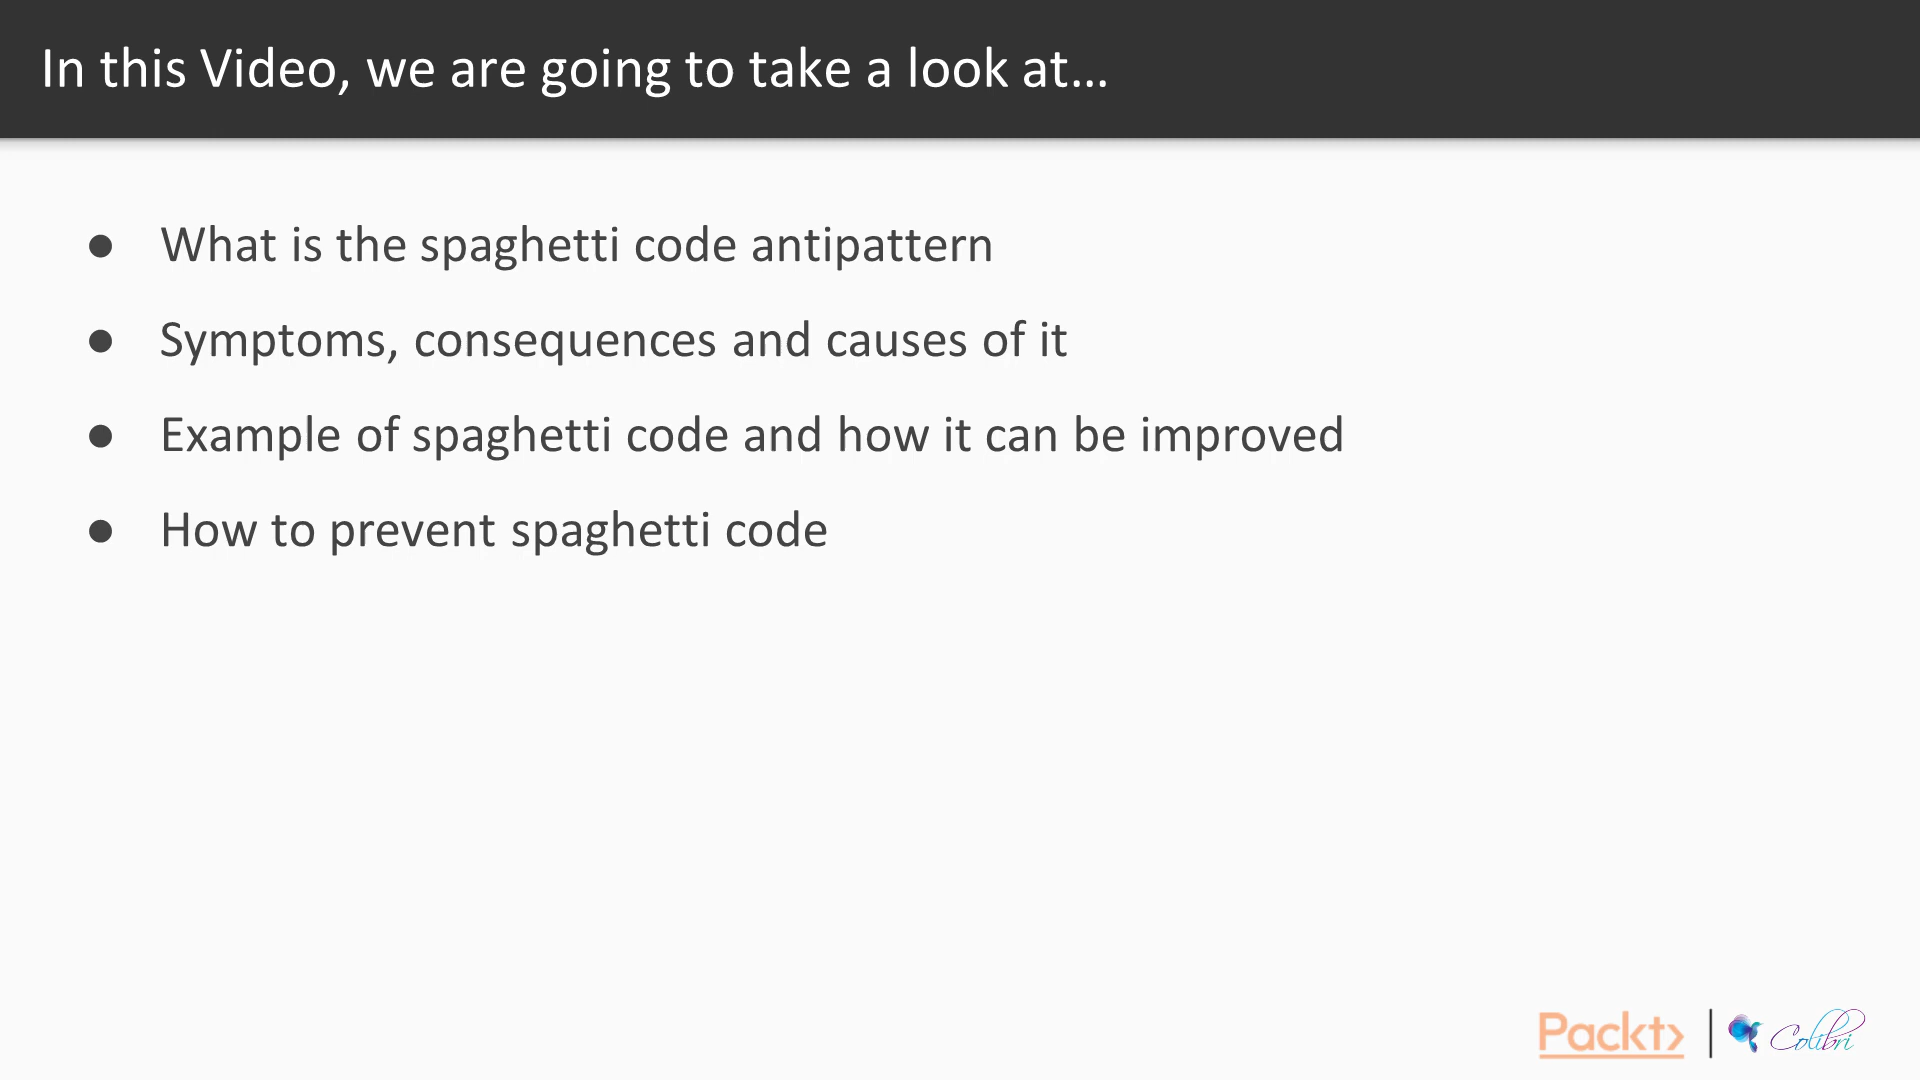 In this Video, we are going to take a look at...
● What is the spaghetti code antipattern
● Symptoms, consequences and causes of it
● Example of spaghetti code and how it can be improved
● How to prevent spaghetti code
Packt> | Colibri